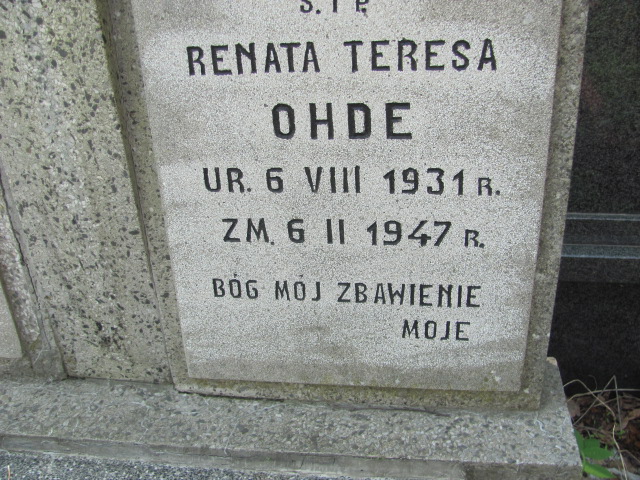 Ś. I P.
RENATA TERESA
OHDE
UR. 6 VIII 1931 R.
ZM. 6 II 1947 R.
BÓG MÓJ ZBAWIENIE
MOJE